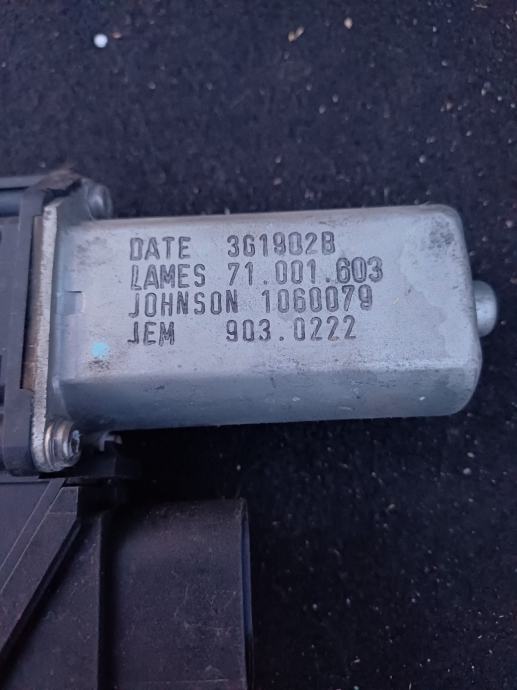 DATE 3G1902B
LAMES 71.001.603
JOHNSON 1060079
JEM 903.0222